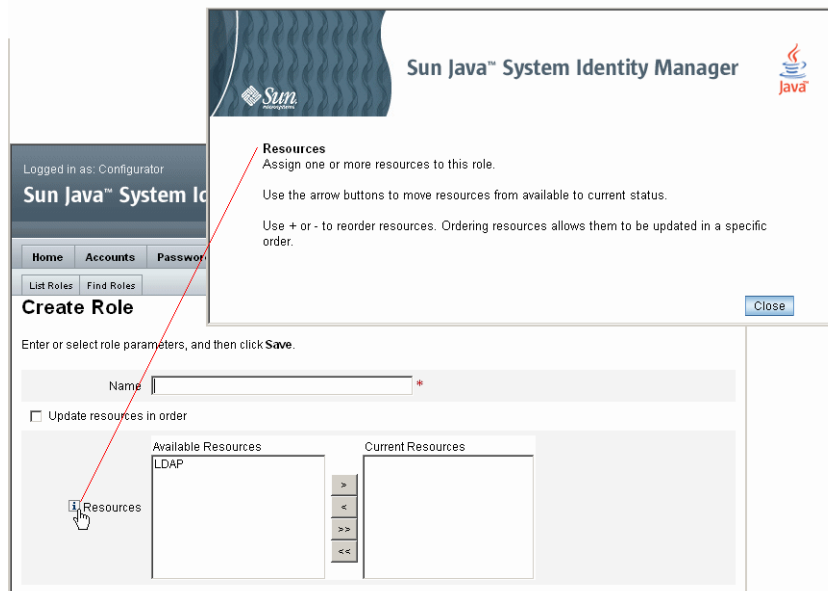 Sun Java™ System Identity Manager
Sun
microsystems
Java
Resources
Assign one or more resources to this role.
Use the arrow buttons to move resources from available to current status.
Use + or - to reorder resources. Ordering resources allows them to be updated in a specific
order.
Close
Logged in as: Configurator
Sun Java™ System Id
Home Accounts Passwor
List Roles Find Roles
Create Role
Enter or select role parameters, and then click Save.
Name *
Update resources in order
Available Resources Current Resources
LDAP
i Resources
>
<
>>
<<